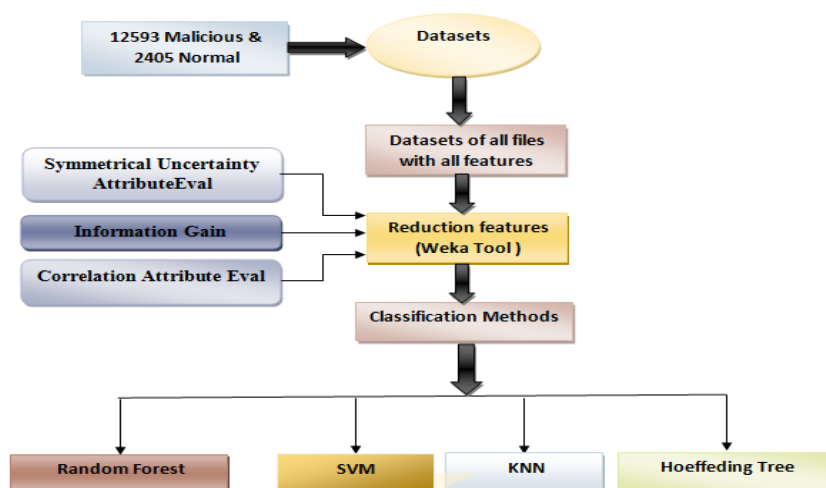 12593 Malicious &
2405 Normal
Datasets
Datasets of all files
with all features
Symmetrical Uncertainty
AttributeEval
Information Gain
Correlation Attribute Eval
Reduction features
(Weka Tool )
Classification Methods
Random Forest
SVM
KNN
Hoeffeding Tree